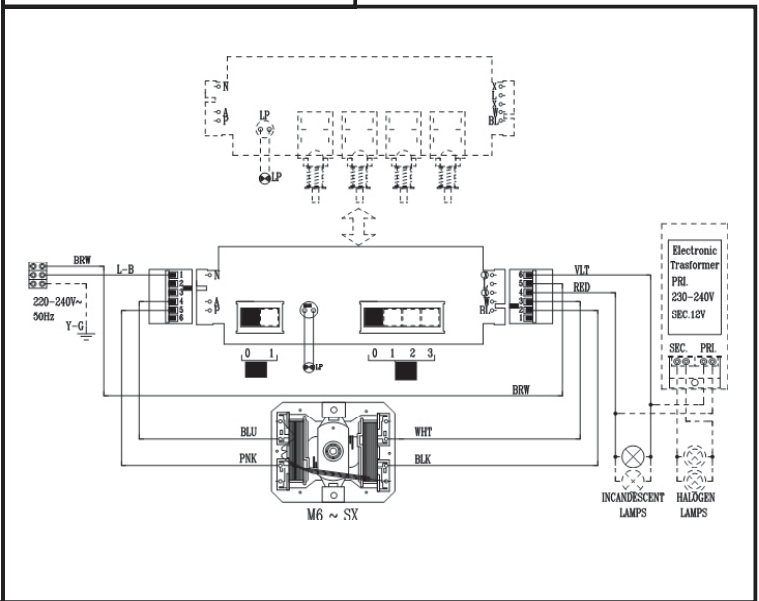 N
A
P
LP
LP
X
L
K
W
BL
BRW
L-B
220-240V~
50Hz
Y-G
1
2
3
4
5
6
N
A
P
0 1
LP
0 1 2 3
W
BL
6
5
4
3
2
1
VLT
RED
BRW
Electronic
Trasformer
PRI.
230-240V
SEC.12V
SEC. PRI.
BLU
WHT
PNK
BLK
M6 ~ SX
INCANDESCENT
LAMPS
HALOGEN
LAMPS